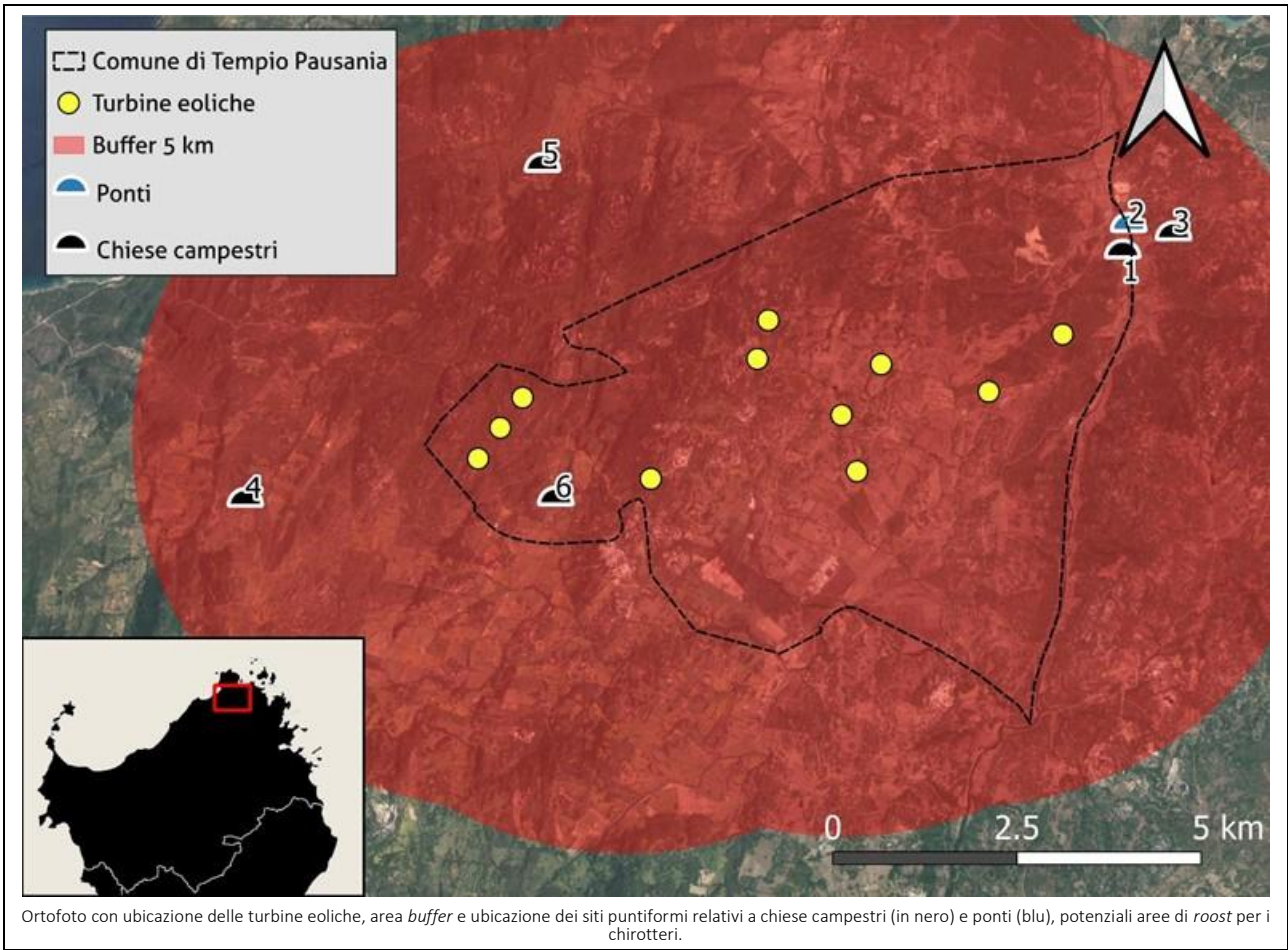 Comune di Tempio Pausania
Turbine eoliche
Buffer 5 km
Ponti
Chiese campestri
5
2
3
1
4
6
0 2.5 5 km
Ortofoto con ubicazione delle turbine eoliche, area buffer e ubicazione dei siti puntiformi relativi a chiese campestri (in nero) e ponti (blu), potenziali aree di roost per i
chirotteri.